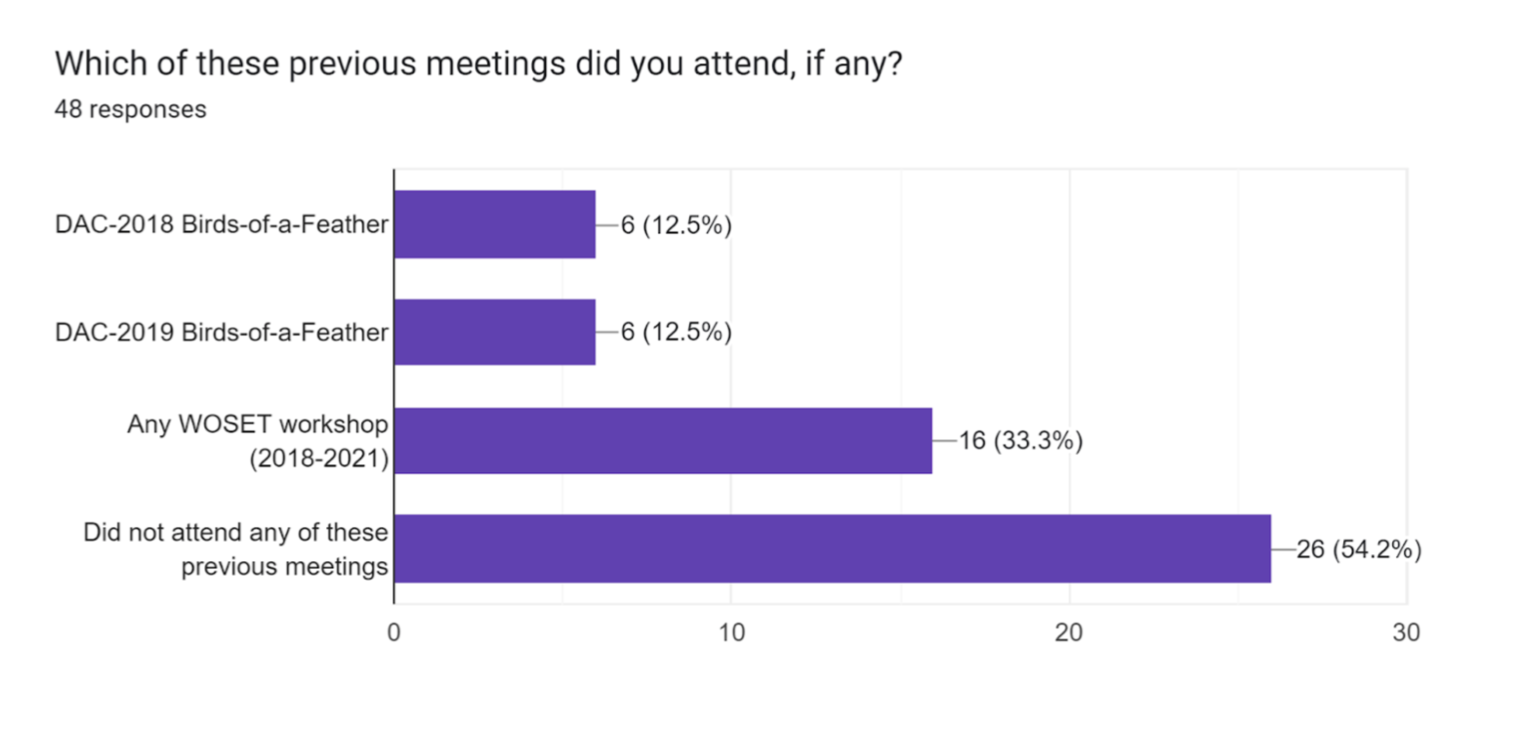 Which of these previous meetings did you attend, if any?
48 responses
DAC-2018 Birds-of-a-Feather
6 (12.5%)
DAC-2019 Birds-of-a-Feather
6 (12.5%)
Any WOSET workshop
(2018-2021)
16 (33.3%)
Did not attend any of these
previous meetings
26 (54.2%)
0
10
20
30